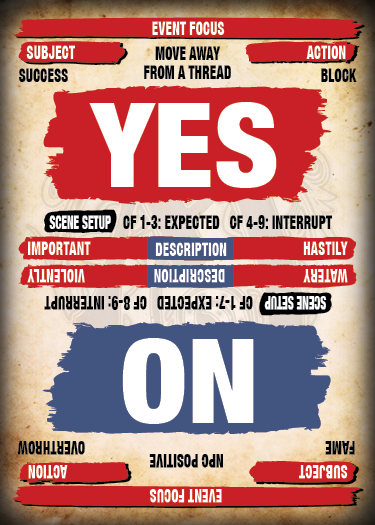 EVENT FOCUS
SUBJECT MOVE AWAY ACTION
SUCCESS FROM A THREAD BLOCK
YES
SCENE SETUP CF 1-3: EXPECTED CF 4-9: INTERRUPT
IMPORTANT DESCRIPTION HASTILY
EVENT FOCUS
SUBJECT NPC POSITIVE ACTION
FAME OVERTHROW
NO
SCENE SETUP CF 1-7: EXPECTED CF 8-9: INTERRUPT
WATERY DESCRIPTION VIOLENTLY